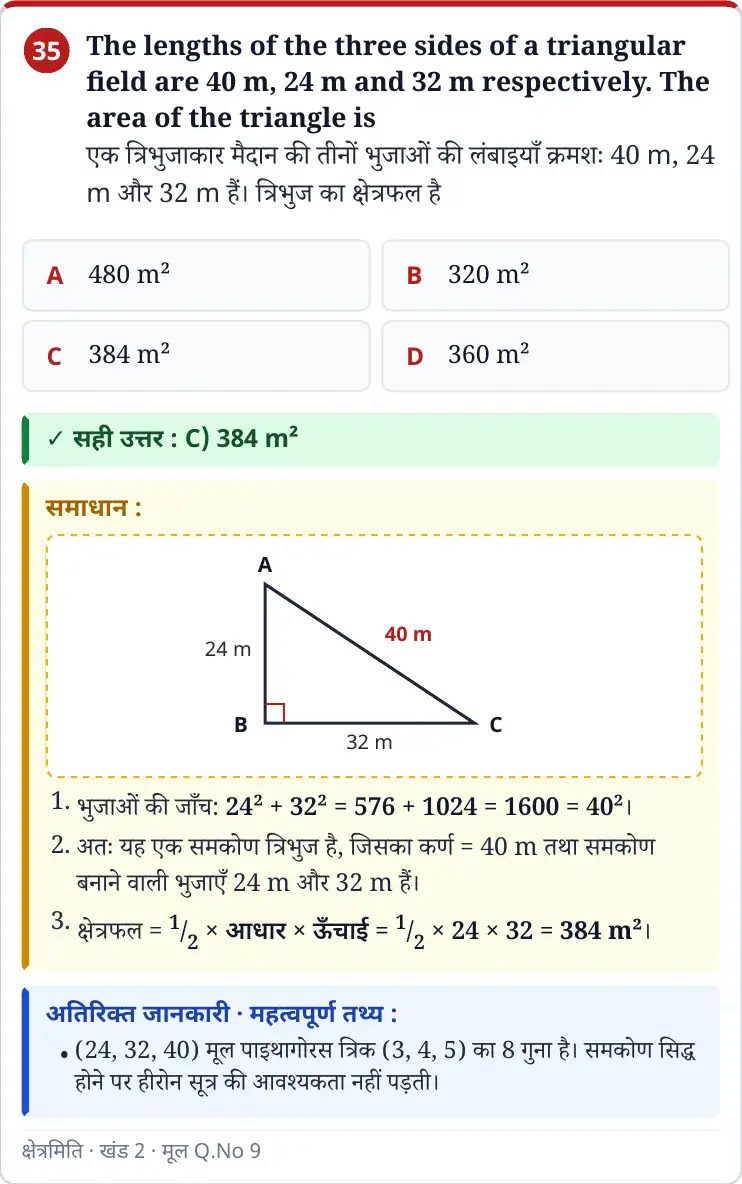 35 The lengths of the three sides of a triangular
field are 40 m, 24 m and 32 m respectively. The
area of the triangle is
एक त्रिभुजाकार मैदान की तीनों भुजाओं की लंबाइयाँ क्रमशः 40 m, 24
m और 32 m हैं। त्रिभुज का क्षेत्रफल है
A 480 m²
B 320 m²
C 384 m²
D 360 m²
✓ सही उत्तर : C) 384 m²
समाधान :
A
24 m
40 m
B
C
32 m
1. भुजाओं की जाँच: 24² + 32² = 576 + 1024 = 1600 = 40²।
2. अतः यह एक समकोण त्रिभुज है, जिसका कर्ण = 40 m तथा समकोण
बनाने वाली भुजाएँ 24 m और 32 m हैं।
3. क्षेत्रफल = 1/2 × आधार × ऊँचाई = 1/2 × 24 × 32 = 384 m²।
अतिरिक्त जानकारी · महत्वपूर्ण तथ्य :
• (24, 32, 40) मूल पाइथागोरस त्रिक (3, 4, 5) का 8 गुना है। समकोण सिद्ध
होने पर हीरोन सूत्र की आवश्यकता नहीं पड़ती।
क्षेत्रमिति · खंड 2 · मूल Q.No 9